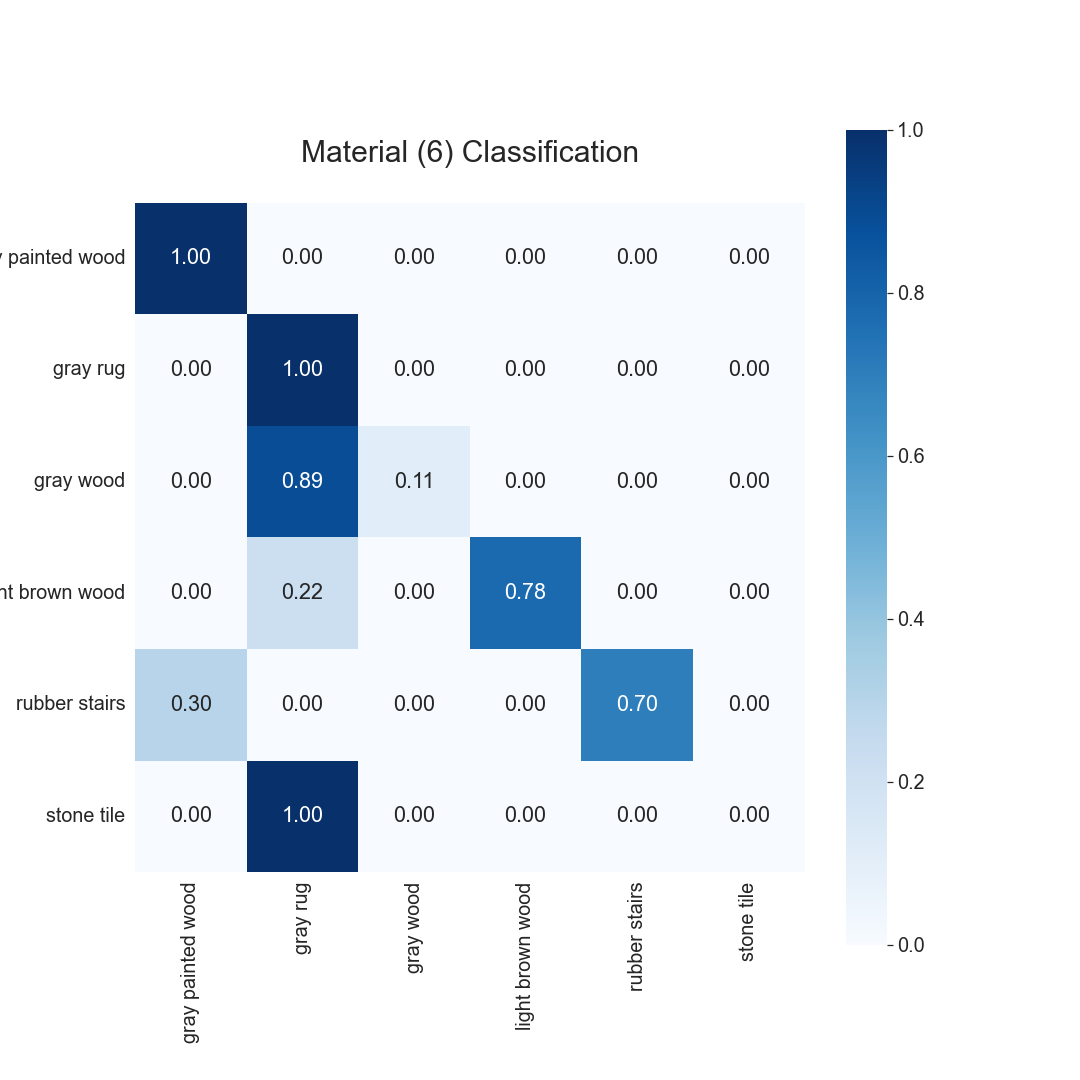 Material (6) Classification
1.0
painted wood 1.00 0.00 0.00 0.00 0.00 0.00
0.8
gray rug 0.00 1.00 0.00 0.00 0.00 0.00
gray wood 0.00 0.89 0.11 0.00 0.00 0.00
0.6
brown wood 0.00 0.22 0.00 0.78 0.00 0.00
0.4
rubber stairs 0.30 0.00 0.00 0.00 0.70 0.00
0.2
stone tile 0.00 1.00 0.00 0.00 0.00 0.00
0.0
gray painted wood
gray rug
gray wood
light brown wood
rubber stairs
stone tile